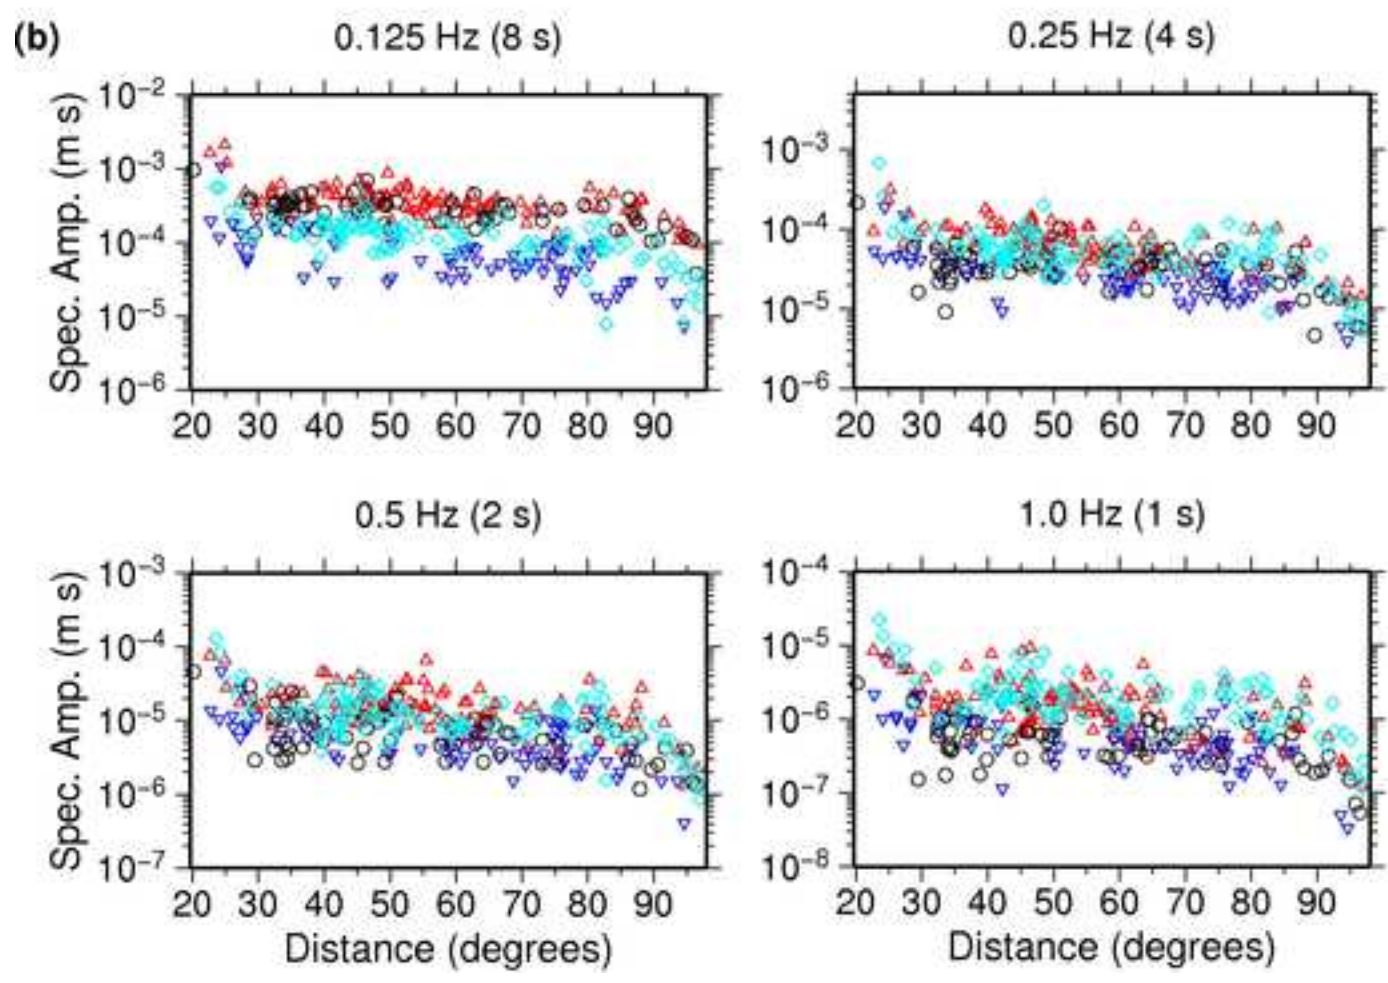 (b)
0.125 Hz (8 s)
0.25 Hz (4 s)
Spec. Amp. (m s)
10−2
10−3
10−4
10−5
10−6
20 30 40 50 60 70 80 90
10−3
10−4
10−5
10−6
20 30 40 50 60 70 80 90
0.5 Hz (2 s)
1.0 Hz (1 s)
Spec. Amp. (m s)
10−3
10−4
10−5
10−6
10−7
20 30 40 50 60 70 80 90
Distance (degrees)
10−4
10−5
10−6
10−7
10−8
20 30 40 50 60 70 80 90
Distance (degrees)